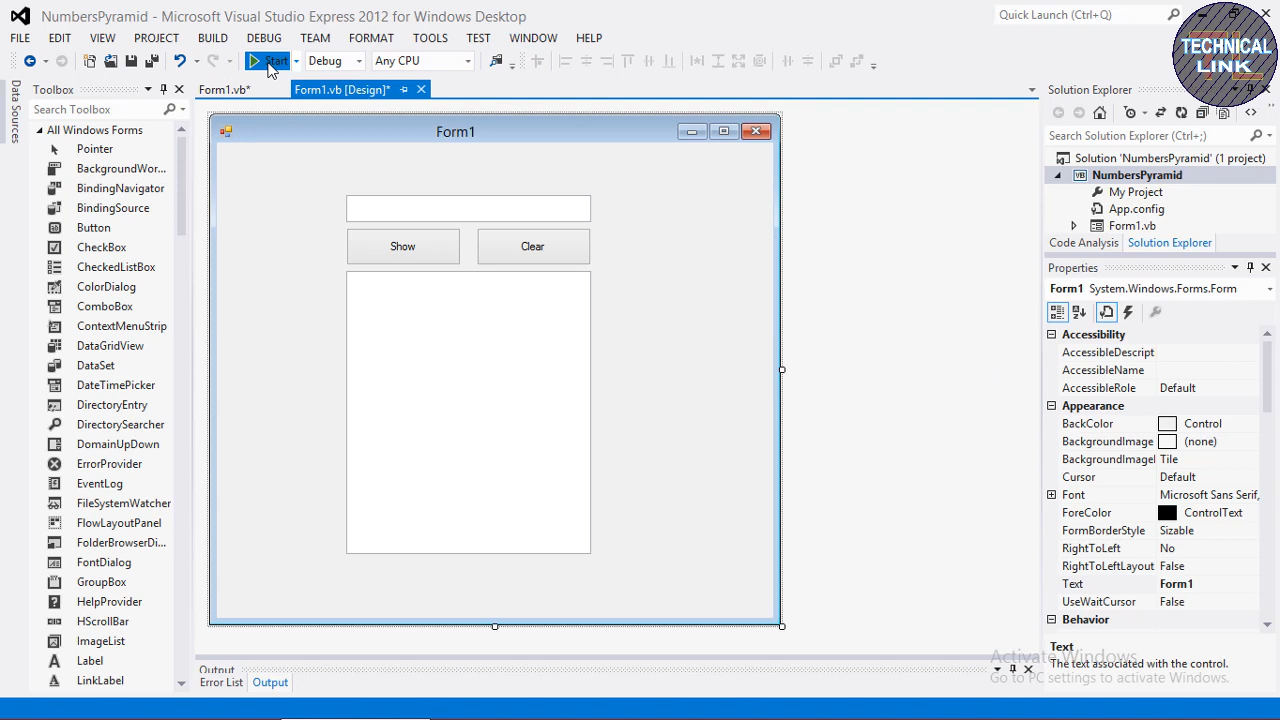 NumbersPyramid - Microsoft Visual Studio Express 2012 for Windows Desktop
Quick Launch (Ctrl+Q)
TECHNICAL
LINK
FILE EDIT VIEW PROJECT BUILD DEBUG TEAM FORMAT TOOLS TEST WINDOW HELP
Start Debug Any CPU
Data Sources
Toolbox
Form1.vb*
Form1.vb [Design]*
Search Toolbox
All Windows Forms
Pointer
BackgroundWor...
BindingNavigator
BindingSource
Button
CheckBox
CheckedListBox
ColorDialog
ComboBox
ContextMenuStrip
DataGridView
DataSet
DateTimePicker
DirectoryEntry
DirectorySearcher
DomainUpDown
ErrorProvider
EventLog
FileSystemWatcher
FlowLayoutPanel
FolderBrowserDi...
FontDialog
GroupBox
HelpProvider
HScrollBar
ImageList
Label
LinkLabel
Form1
Show
Clear
Output
Error List Output
Solution Explorer
Search Solution Explorer (Ctrl+;)
Solution 'NumbersPyramid' (1 project)
NumbersPyramid
My Project
App.config
Form1.vb
Code Analysis Solution Explorer
Properties
Form1 System.Windows.Forms.Form
Accessibility
AccessibleDescript
AccessibleName
AccessibleRole Default
Appearance
BackColor Control
BackgroundImage (none)
BackgroundImagel Tile
Cursor Default
Font Microsoft Sans Serif,
ForeColor ControlText
FormBorderStyle Sizable
RightToLeft No
RightToLeftLayout False
Text Form1
UseWaitCursor False
Behavior
Text
The text associated with the control.
Activate Windows
Go to PC settings to activate Windows.